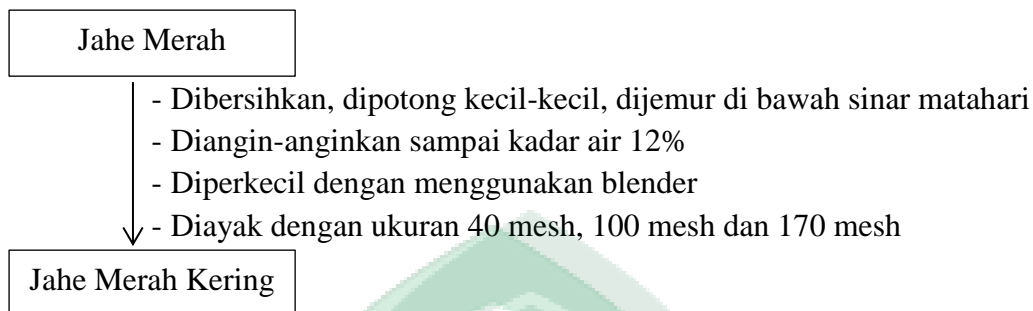 Jahe Merah
- Dibersihkan, dipotong kecil-kecil, dijemur di bawah sinar matahari
- Diangin-anginkan sampai kadar air 12%
- Diperkecil dengan menggunakan blender
- Diayak dengan ukuran 40 mesh, 100 mesh dan 170 mesh
Jahe Merah Kering